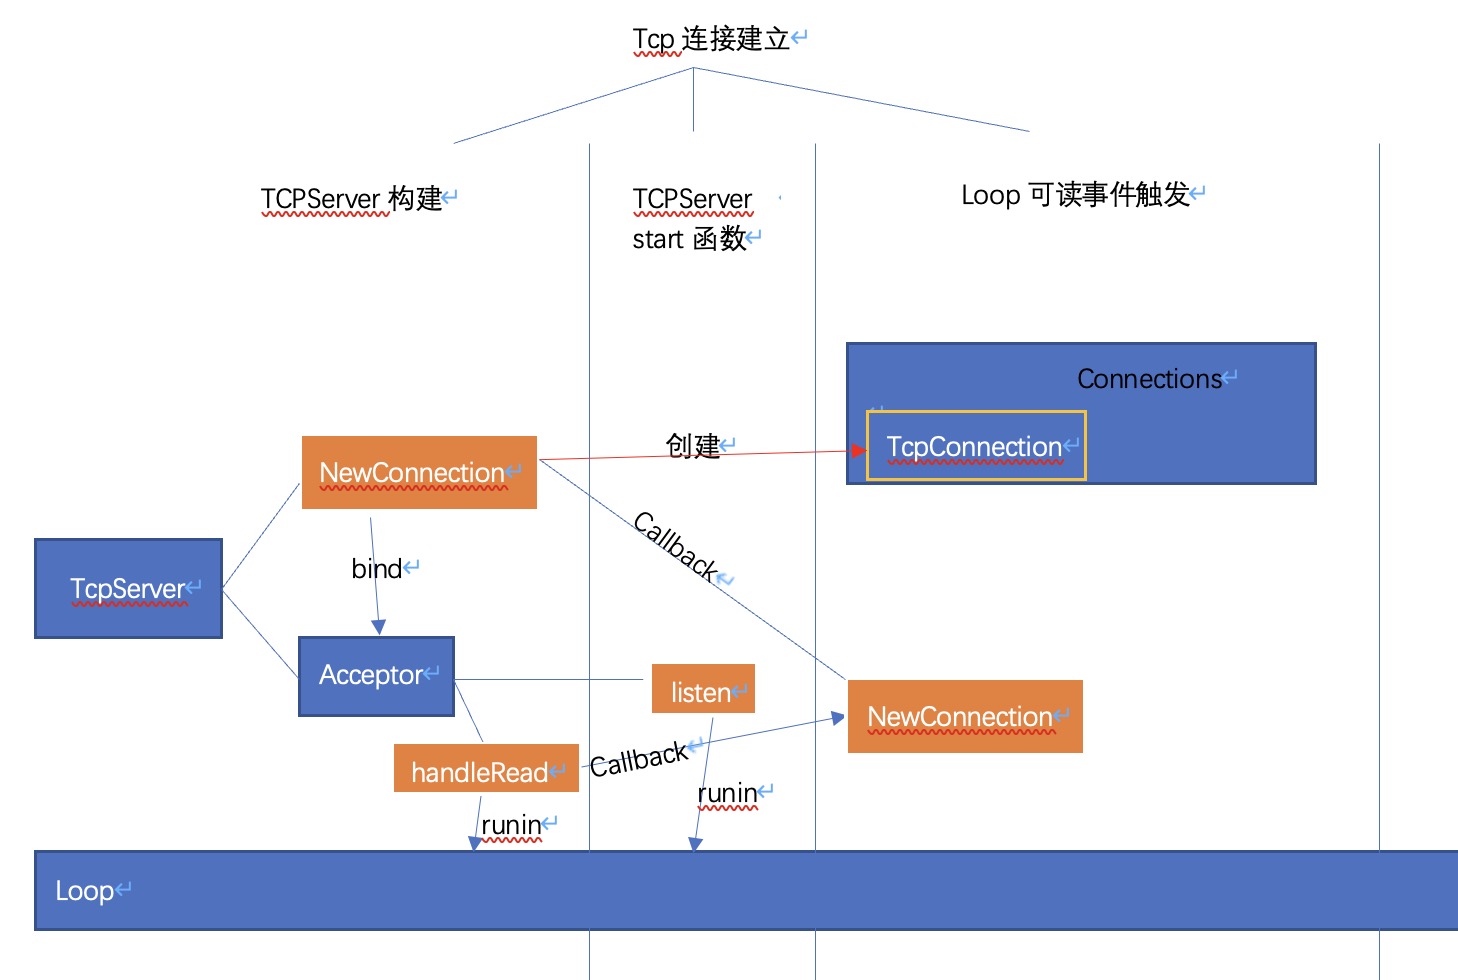 Tcp 连接建立
TCPServer 构建
TCPServer
start 函数
Loop 可读事件触发
Connections
TcpConnection
创建
NewConnection
Callback
bind
TcpServer
Acceptor
listen
NewConnection
handleRead
Callback
runin
runin
Loop